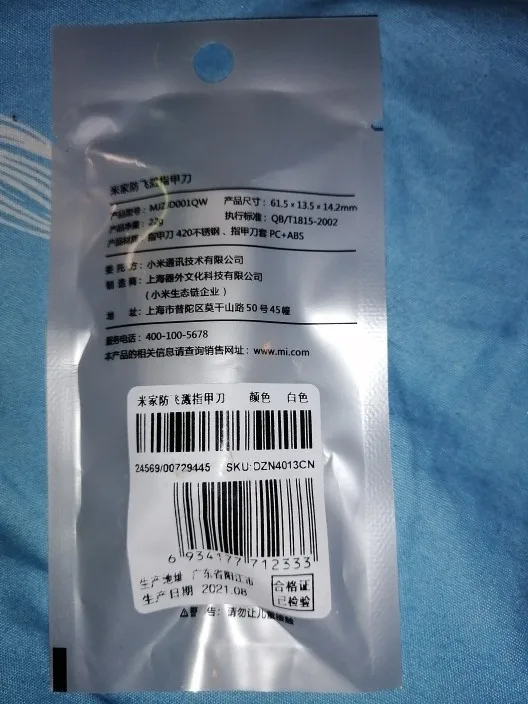 米家防飞溅指甲刀
产品型号：MJZJD001QW 产品尺寸：61.5×13.5×14.2mm
产品净重：22g 执行标准：QB/T1815-2002
产品材质：指甲刀 420不锈钢、指甲刀套 PC+ABS
委 托 方：小米通讯技术有限公司
制 造 商：上海器外文化科技有限公司
（小米生态链企业）
地 址：上海市普陀区莫干山路50号45幢
服务电话：400-100-5678
本产品的相关信息请查询销售网址：www.mi.com
米家防飞溅指甲刀 颜色 白色
24569/00729445 SKU:DZN4013CN
6 934177 712333
生产地址 广东省阳江市
生产日期 2021.08
合格证
已检验
警 告：请勿让儿童接触